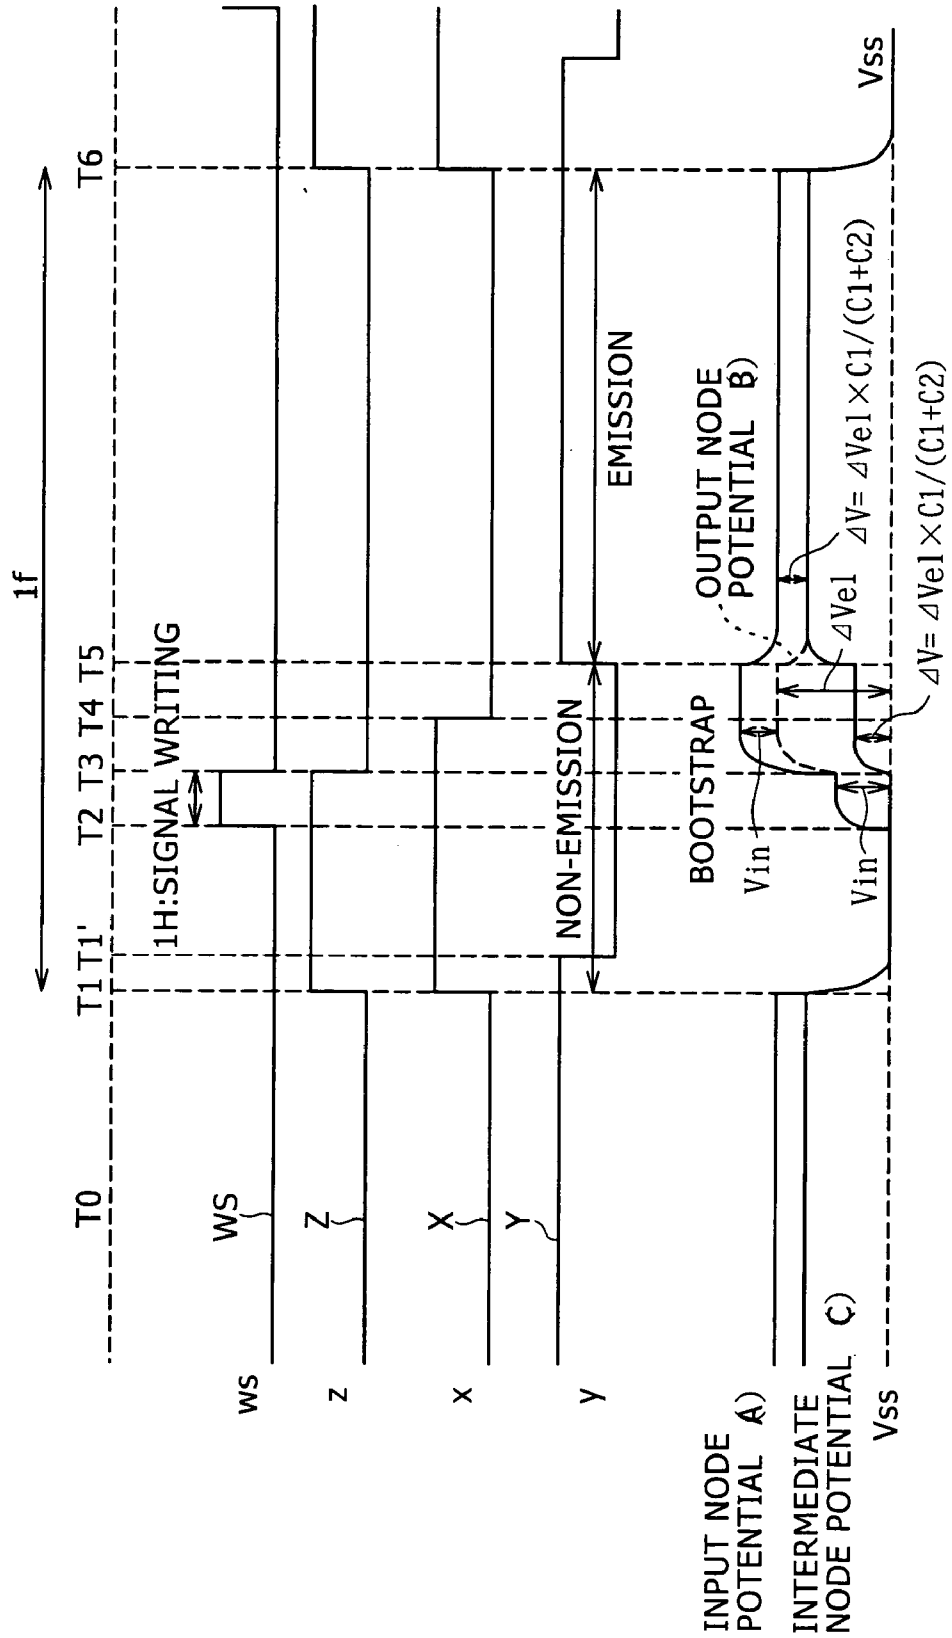 1f
T0
T1
T1'
T2
T3
T4
T5
T6
1H:SIGNAL WRITING
ws
WS
z
Z
x
X
y
Y
NON-EMISSION
EMISSION
BOOTSTRAP
OUTPUT NODE
POTENTIAL B)
INPUT NODE
POTENTIAL A)
INTERMEDIATE
NODE POTENTIAL C)
Vin
Vin
ΔVel
ΔV= ΔVel×C1/(C1+C2)
ΔV= ΔVel×C1/(C1+C2)
Vss
Vss